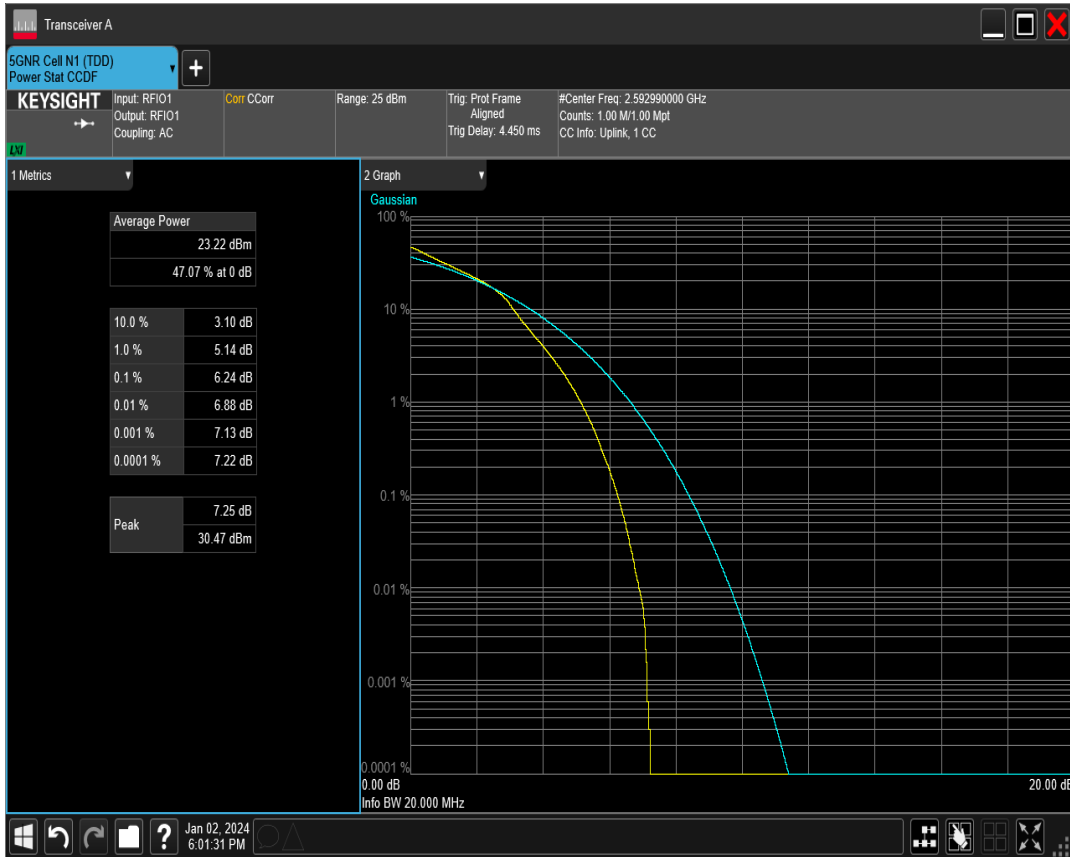 Transceiver A
5GNR Cell N1 (TDD)
Power Stat CCDF
+
KEYSIGHT
LXI
Input: RFIO1
Output: RFIO1
Coupling: AC
Corr CCorr
Range: 25 dBm
Trig: Prot Frame
Aligned
Trig Delay: 4.450 ms
#Center Freq: 2.592990000 GHz
Counts: 1.00 M/1.00 Mpt
CC Info: Uplink, 1 CC
1 Metrics
Average Power
23.22 dBm
47.07 % at 0 dB
10.0 % 3.10 dB
1.0 % 5.14 dB
0.1 % 6.24 dB
0.01 % 6.88 dB
0.001 % 7.13 dB
0.0001 % 7.22 dB
Peak
7.25 dB
30.47 dBm
2 Graph
Gaussian
100 %
10 %
1 %
0.1 %
0.01 %
0.001 %
0.0001 %
0.00 dB 20.00 dB
Info BW 20.000 MHz
?
Jan 02, 2024
6:01:31 PM